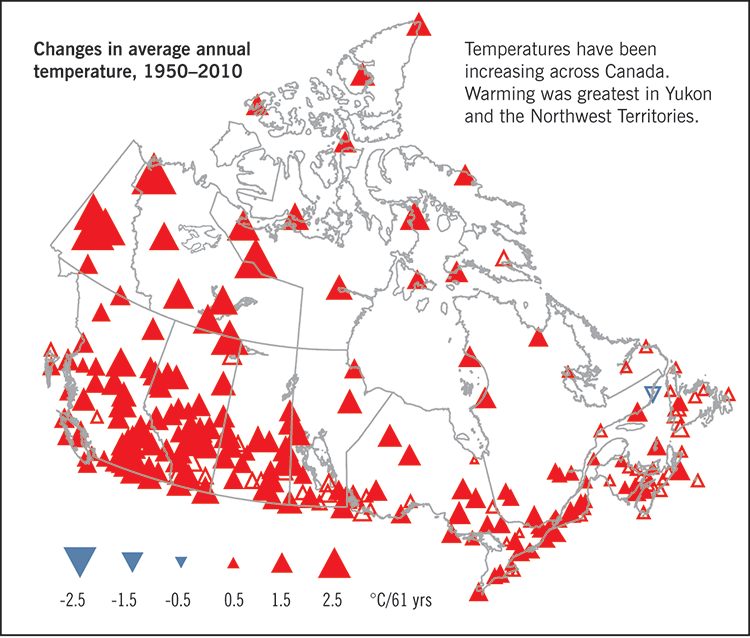 Changes in average annual
temperature, 1950–2010
Temperatures have been
increasing across Canada.
Warming was greatest in Yukon
and the Northwest Territories.
-2.5 -1.5 -0.5 0.5 1.5 2.5 °C/61 yrs